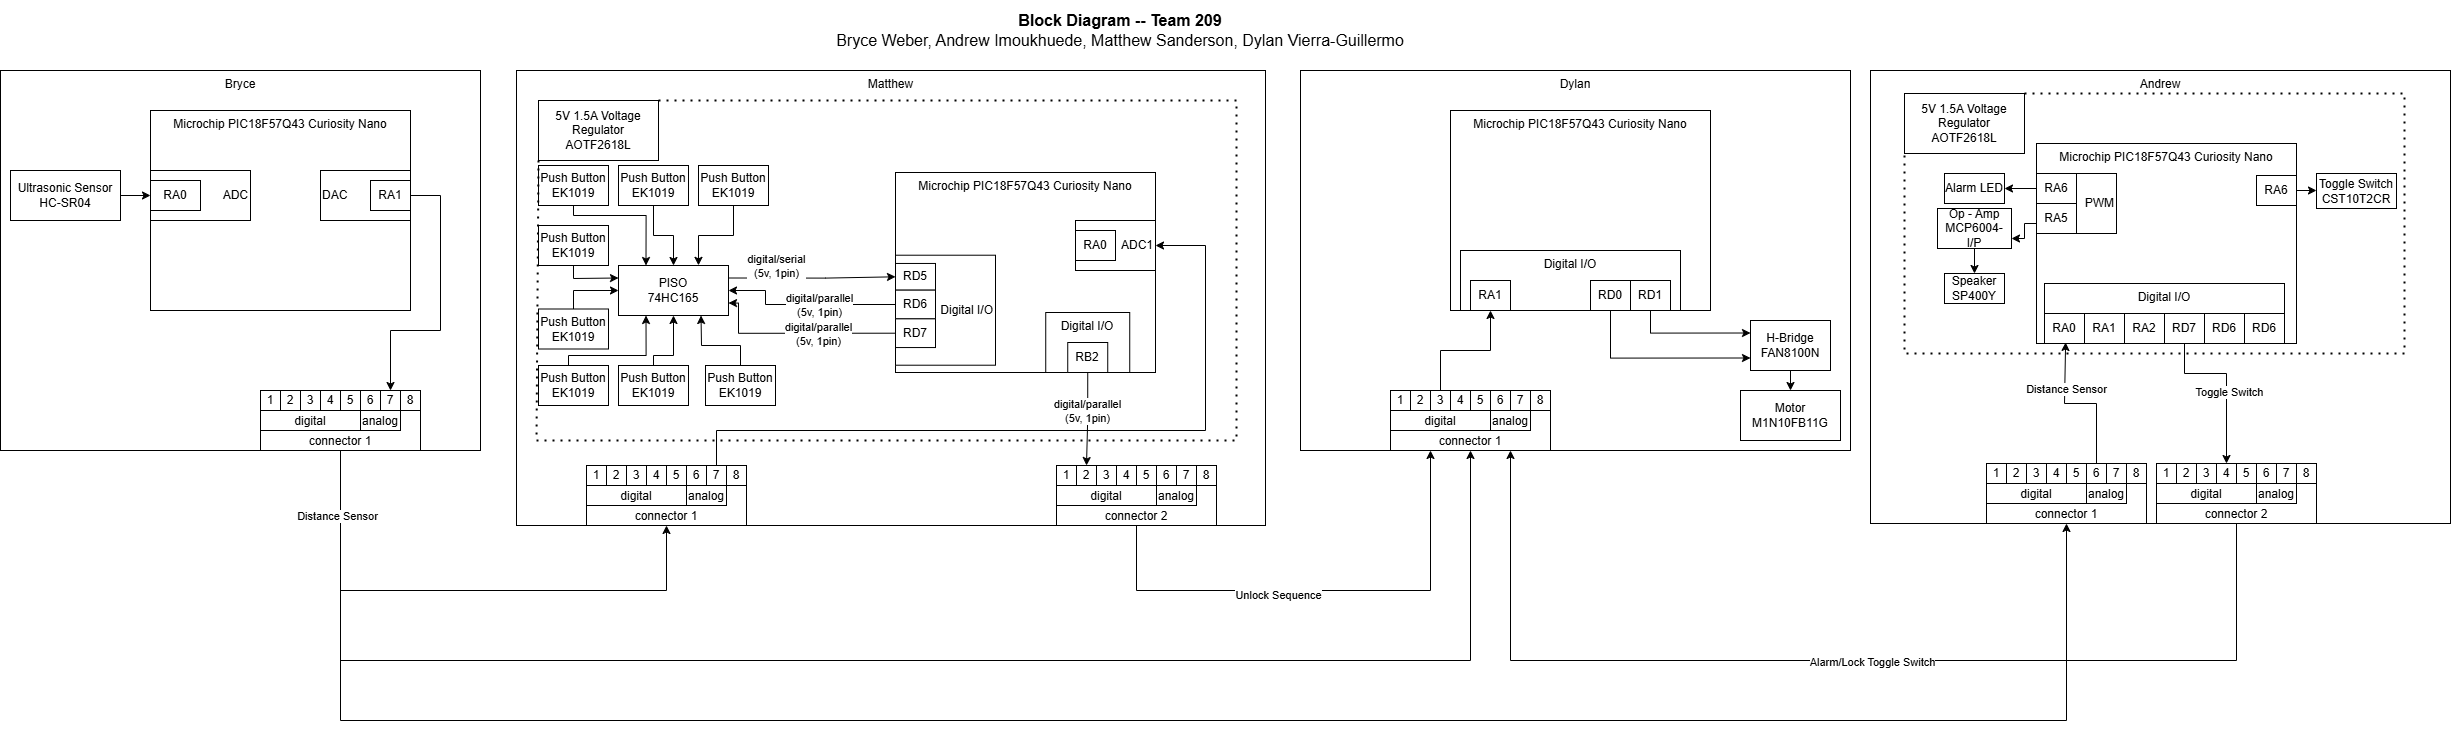 Block Diagram -- Team 209
Bryce Weber, Andrew Imoukhuede, Matthew Sanderson, Dylan Vierra-Guillermo
Bryce
Microchip PIC18F57Q43 Curiosity Nano
Ultrasonic Sensor
HC-SR04
RA0
ADC
DAC
RA1
1 2 3 4 5 6 7 8
digital
analog
connector 1
Distance Sensor
Matthew
5V 1.5A Voltage
Regulator
AOTF2618L
Push Button
EK1019
Push Button
EK1019
Push Button
EK1019
Push Button
EK1019
Push Button
EK1019
Push Button
EK1019
Push Button
EK1019
Push Button
EK1019
PISO
74HC165
digital/serial
(5v, 1pin)
digital/parallel
(5v, 1pin)
digital/parallel
(5v, 1pin)
Microchip PIC18F57Q43 Curiosity Nano
RA0
ADC1
RD5
RD6
RD7
Digital I/O
Digital I/O
RB2
digital/parallel
(5v, 1pin)
1 2 3 4 5 6 7 8
digital
analog
connector 1
1 2 3 4 5 6 7 8
digital
analog
connector 2
Unlock Sequence
Dylan
Microchip PIC18F57Q43 Curiosity Nano
Digital I/O
RA1
RD0
RD1
H-Bridge
FAN8100N
Motor
M1N10FB11G
1 2 3 4 5 6 7 8
digital
analog
connector 1
Alarm/Lock Toggle Switch
Andrew
5V 1.5A Voltage
Regulator
AOTF2618L
Microchip PIC18F57Q43 Curiosity Nano
Alarm LED
RA6
RA5
PWM
RA6
Toggle Switch
CST10T2CR
Op - Amp
MCP6004-
I/P
Speaker
SP400Y
Digital I/O
RA0
RA1
RA2
RD7
RD6
RD6
Distance Sensor
Toggle Switch
1 2 3 4 5 6 7 8
digital
analog
connector 1
1 2 3 4 5 6 7 8
digital
analog
connector 2